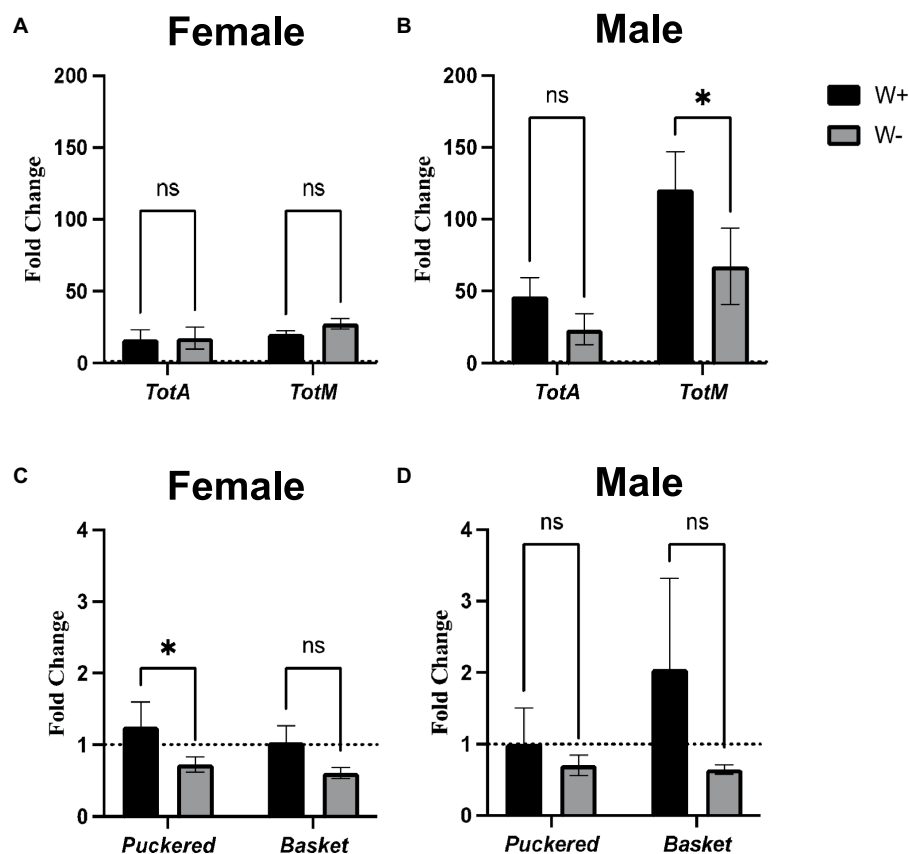 A
Female
Fold Change
200
150
100
50
0
ns
ns
TotA
TotM
B
Male
Fold Change
200
150
100
50
0
ns
*
TotA
TotM
W+
W-
C
Female
Fold Change
4
3
2
1
0
*
ns
Puckered
Basket
D
Male
Fold Change
4
3
2
1
0
ns
ns
Puckered
Basket